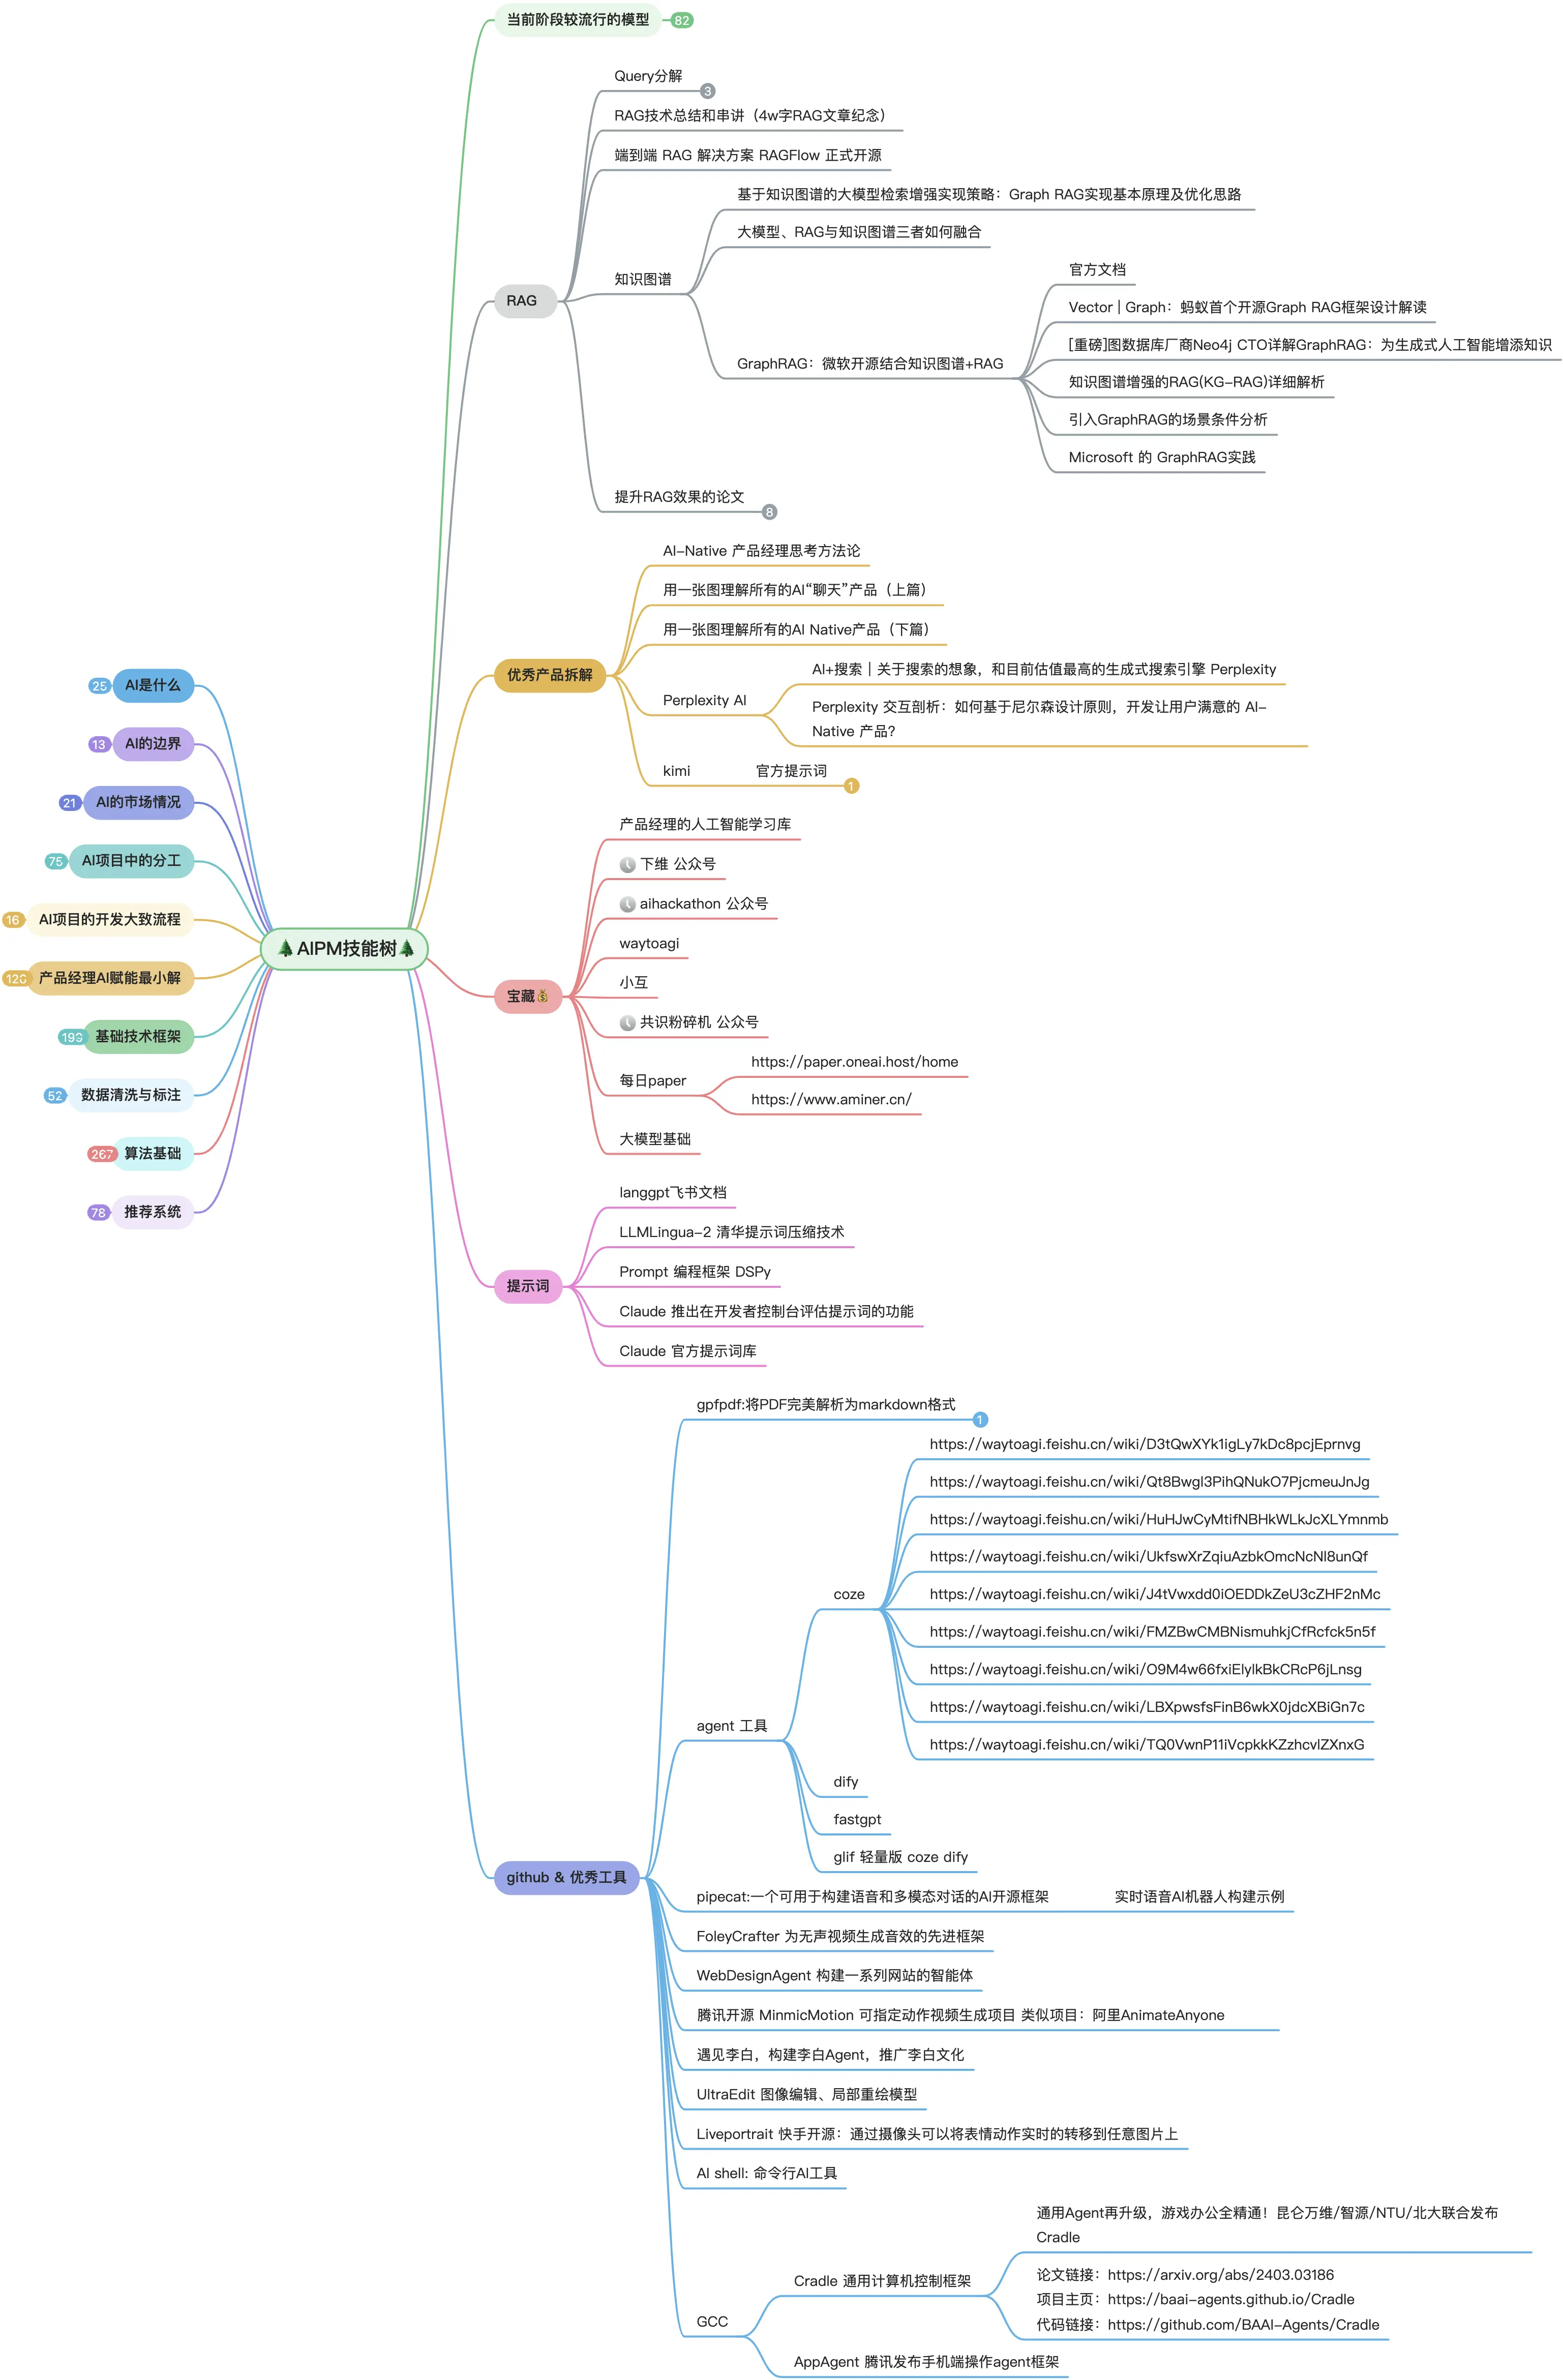 当前阶段较流行的模型 82
Query分解 3
RAG技术总结和串讲（4w字RAG文章纪念）
端到端 RAG 解决方案 RAGFlow 正式开源
基于知识图谱的大模型检索增强实现策略：Graph RAG实现基本原理及优化思路
大模型、RAG与知识图谱三者如何融合
官方文档
知识图谱
RAG
Vector | Graph：蚂蚁首个开源Graph RAG框架设计解读
[重磅]图数据库厂商Neo4j CTO详解GraphRAG：为生成式人工智能增添知识
GraphRAG：微软开源结合知识图谱+RAG
知识图谱增强的RAG(KG-RAG)详细解析
引入GraphRAG的场景条件分析
Microsoft 的 GraphRAG实践
提升RAG效果的论文 8
AI-Native 产品经理思考方法论
用一张图理解所有的AI“聊天”产品（上篇）
用一张图理解所有的AI Native产品（下篇）
AI+搜索 | 关于搜索的想象，和目前估值最高的生成式搜索引擎 Perplexity
优秀产品拆解
Perplexity AI
Perplexity 交互剖析：如何基于尼尔森设计原则，开发让用户满意的 AI-
Native 产品?
kimi 官方提示词 1
25 AI是什么
13 AI的边界
21 AI的市场情况
75 AI项目中的分工
16 AI项目的开发大致流程
🌲AIPM技能树🌲
产品经理AI赋能最小解
基础技术框架
52 数据清洗与标注
267 算法基础
78 推荐系统
产品经理的人工智能学习库
下维 公众号
aihackathon 公众号
waytoagi
小互
宝藏💰
共识粉碎机 公众号
https://paper.oneai.host/home
每日paper
https://www.aminer.cn/
大模型基础
langgpt飞书文档
LLMLingua-2 清华提示词压缩技术
Prompt 编程框架 DSPy
提示词
Claude 推出在开发者控制台评估提示词的功能
Claude 官方提示词库
gpfpdf:将PDF完美解析为markdown格式 1
https://waytoagi.feishu.cn/wiki/D3tQwXYk1igLy7kDc8pcjEprnvg
https://waytoagi.feishu.cn/wiki/Qt8Bwgl3PihQNukO7PjcmeuJnJg
https://waytoagi.feishu.cn/wiki/HuHJwCyMtifNBHkWLkJcXLYmnmb
https://waytoagi.feishu.cn/wiki/UkfswXrZqiuAzbkOmcNcNl8unQf
coze
https://waytoagi.feishu.cn/wiki/J4tVwxdd0iOEDDkZeU3cZHF2nMc
https://waytoagi.feishu.cn/wiki/FMZBwCMBNismuhkjCfRcfck5n5f
https://waytoagi.feishu.cn/wiki/O9M4w66fxiElylkBkCRcP6jLnsg
https://waytoagi.feishu.cn/wiki/LBXpwsfsFinB6wkX0jdcXBiGn7c
agent 工具
https://waytoagi.feishu.cn/wiki/TQ0VwnP11iVcpkkKZzhcvlZXnxG
dify
fastgpt
glif 轻量版 coze dify
github & 优秀工具
pipecat:一个可用于构建语音和多模态对话的AI开源框架 实时语音AI机器人构建示例
FoleyCrafter 为无声视频生成音效的先进框架
WebDesignAgent 构建一系列网站的智能体
腾讯开源 MinmicMotion 可指定动作视频生成项目 类似项目：阿里AnimateAnyone
遇见李白，构建李白Agent，推广李白文化
UltraEdit 图像编辑、局部重绘模型
Liveportrait 快手开源：通过摄像头可以将表情动作实时的转移到任意图片上
AI shell: 命令行AI工具
通用Agent再升级，游戏办公全精通！昆仑万维/智源/NTU/北大联合发布
Cradle
Cradle 通用计算机控制框架
论文链接：https://arxiv.org/abs/2403.03186
项目主页：https://baai-agents.github.io/Cradle
代码链接：https://github.com/BAAI-Agents/Cradle
GCC
AppAgent 腾讯发布手机端操作agent框架